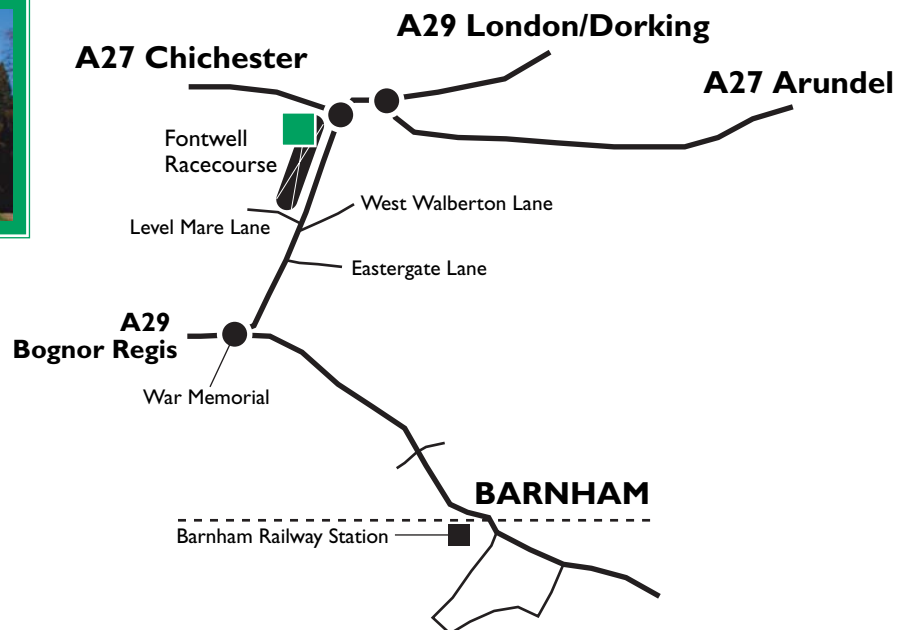 A29 London/Dorking
A27 Chichester
A27 Arundel
Fontwell
Racecourse
West Walberton Lane
Level Mare Lane
Eastergate Lane
A29
Bognor Regis
War Memorial
BARNHAM
Barnham Railway Station